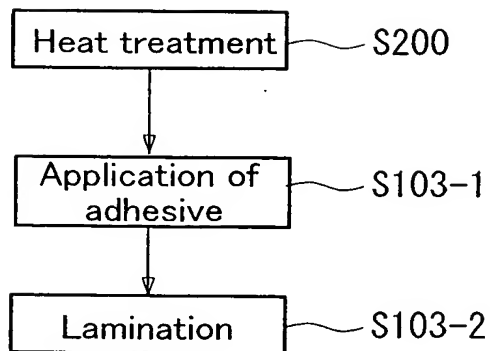 Heat treatment S200
Application of
adhesive S103-1
Lamination S103-2